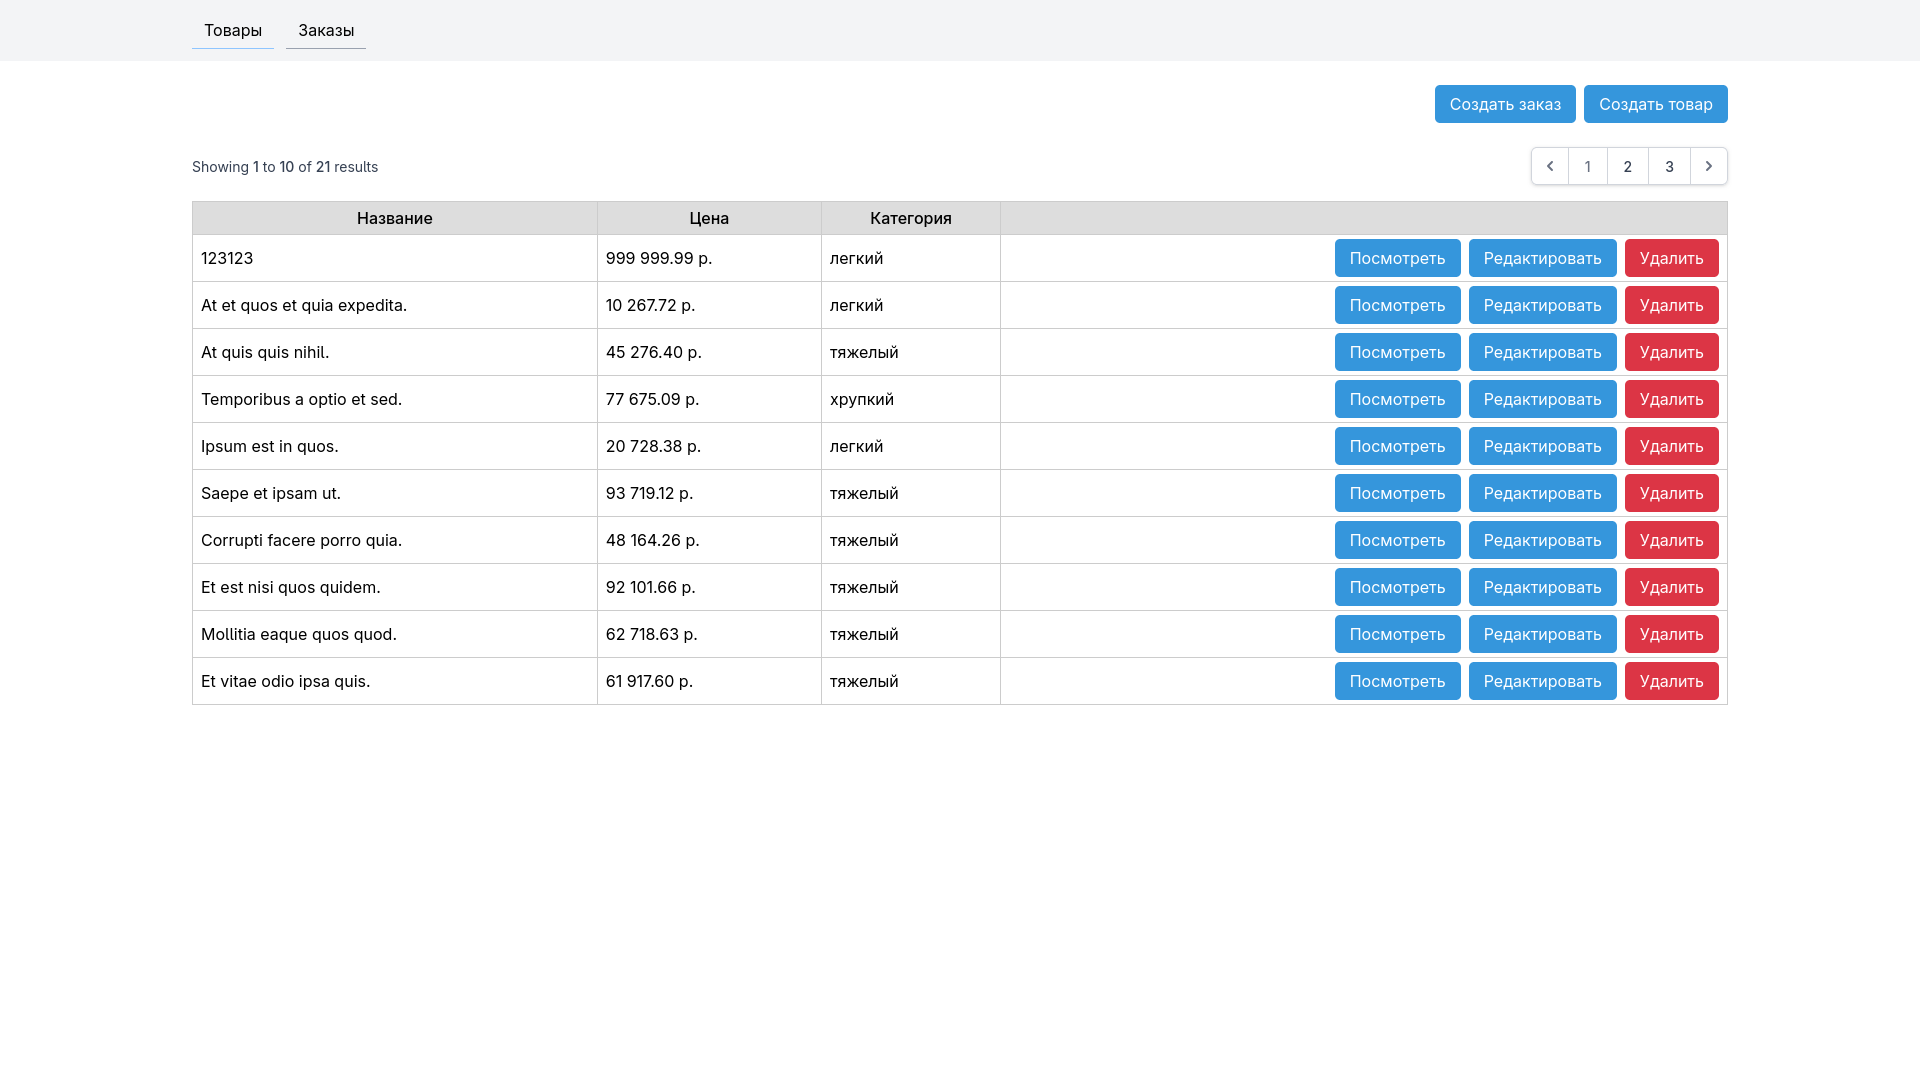 Товары Заказы
Создать заказ Создать товар
Showing 1 to 10 of 21 results 1 2 3
Название Цена Категория
123123 999 999.99 р. легкий Посмотреть Редактировать Удалить
At et quos et quia expedita. 10 267.72 р. легкий Посмотреть Редактировать Удалить
At quis quis nihil. 45 276.40 р. тяжелый Посмотреть Редактировать Удалить
Temporibus a optio et sed. 77 675.09 р. хрупкий Посмотреть Редактировать Удалить
Ipsum est in quos. 20 728.38 р. легкий Посмотреть Редактировать Удалить
Saepe et ipsam ut. 93 719.12 р. тяжелый Посмотреть Редактировать Удалить
Corrupti facere porro quia. 48 164.26 р. тяжелый Посмотреть Редактировать Удалить
Et est nisi quos quidem. 92 101.66 р. тяжелый Посмотреть Редактировать Удалить
Mollitia eaque quos quod. 62 718.63 р. тяжелый Посмотреть Редактировать Удалить
Et vitae odio ipsa quis. 61 917.60 р. тяжелый Посмотреть Редактировать Удалить